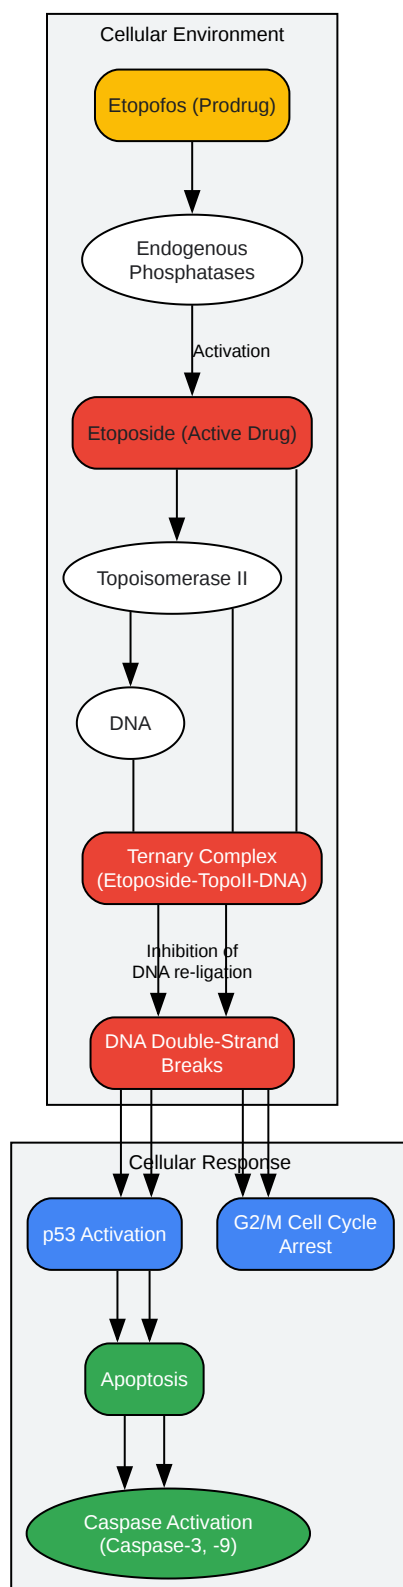 Cellular Environment
Etopofos (Prodrug)
Endogenous
Phosphatases
Activation
Etoposide (Active Drug)
Topoisomerase II
DNA
Ternary Complex
(Etoposide-TopoII-DNA)
Inhibition of
DNA re-ligation
DNA Double-Strand
Breaks
Cellular Response
p53 Activation
G2/M Cell Cycle
Arrest
Apoptosis
Caspase Activation
(Caspase-3, -9)